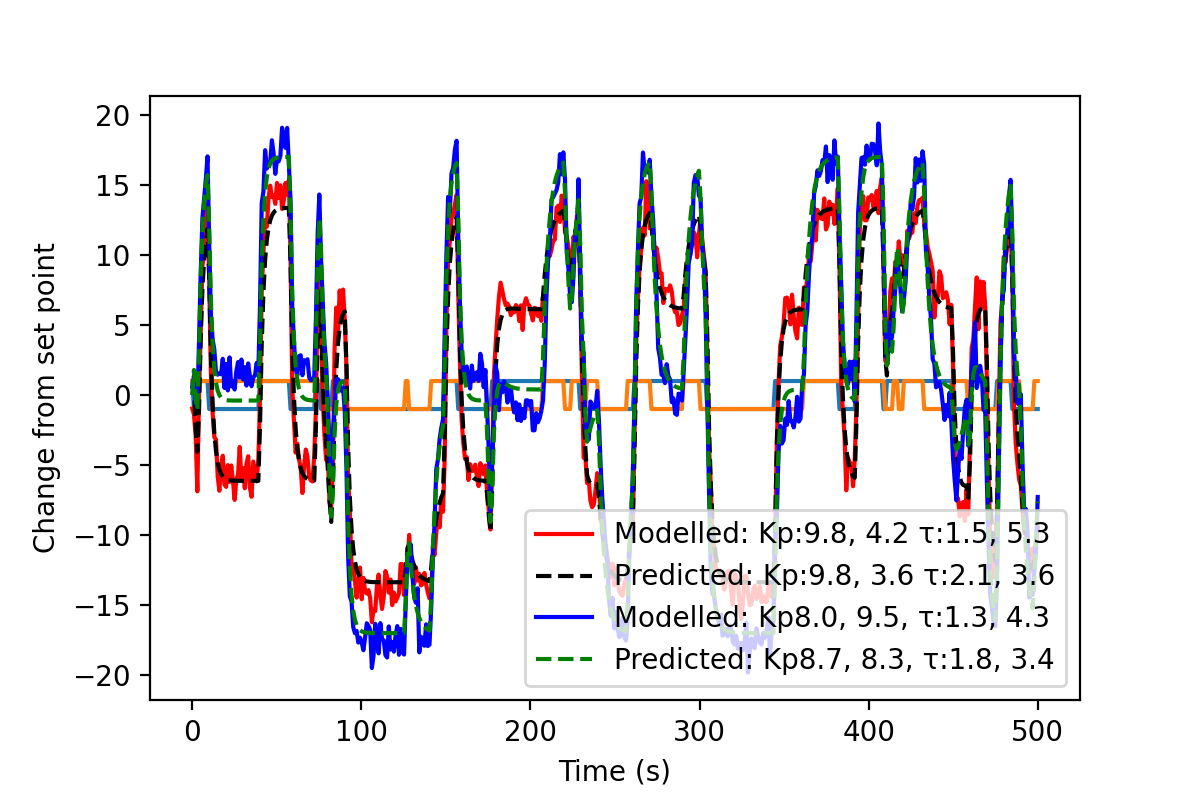 20
15
10
5
0
−5
−10
−15
−20
Change from set point
Modelled: Kp:9.8, 4.2 τ:1.5, 5.3
Predicted: Kp:9.8, 3.6 τ:2.1, 3.6
Modelled: Kp8.0, 9.5, τ:1.3, 4.3
Predicted: Kp8.7, 8.3, τ:1.8, 3.4
0 100 200 300 400 500
Time (s)